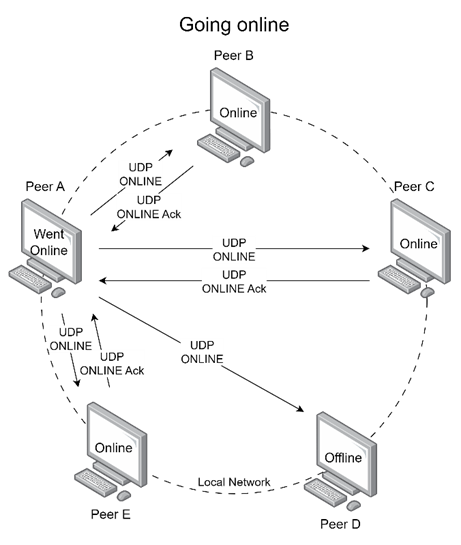 Going online
Peer B
Online
Peer A
Went
Online
UDP
ONLINE
UDP
ONLINE Ack
Peer C
Online
UDP
ONLINE
UDP
ONLINE Ack
UDP
ONLINE
UDP
ONLINE Ack
UDP
ONLINE
Online
Peer E
Local Network
Offline
Peer D